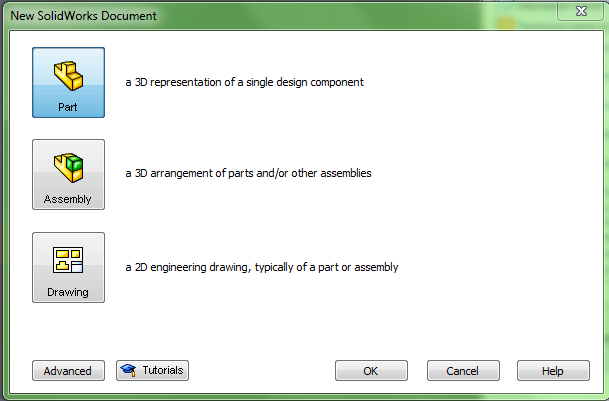 New SolidWorks Document
Part
a 3D representation of a single design component
Assembly
a 3D arrangement of parts and/or other assemblies
Drawing
a 2D engineering drawing, typically of a part or assembly
Advanced Tutorials OK Cancel Help